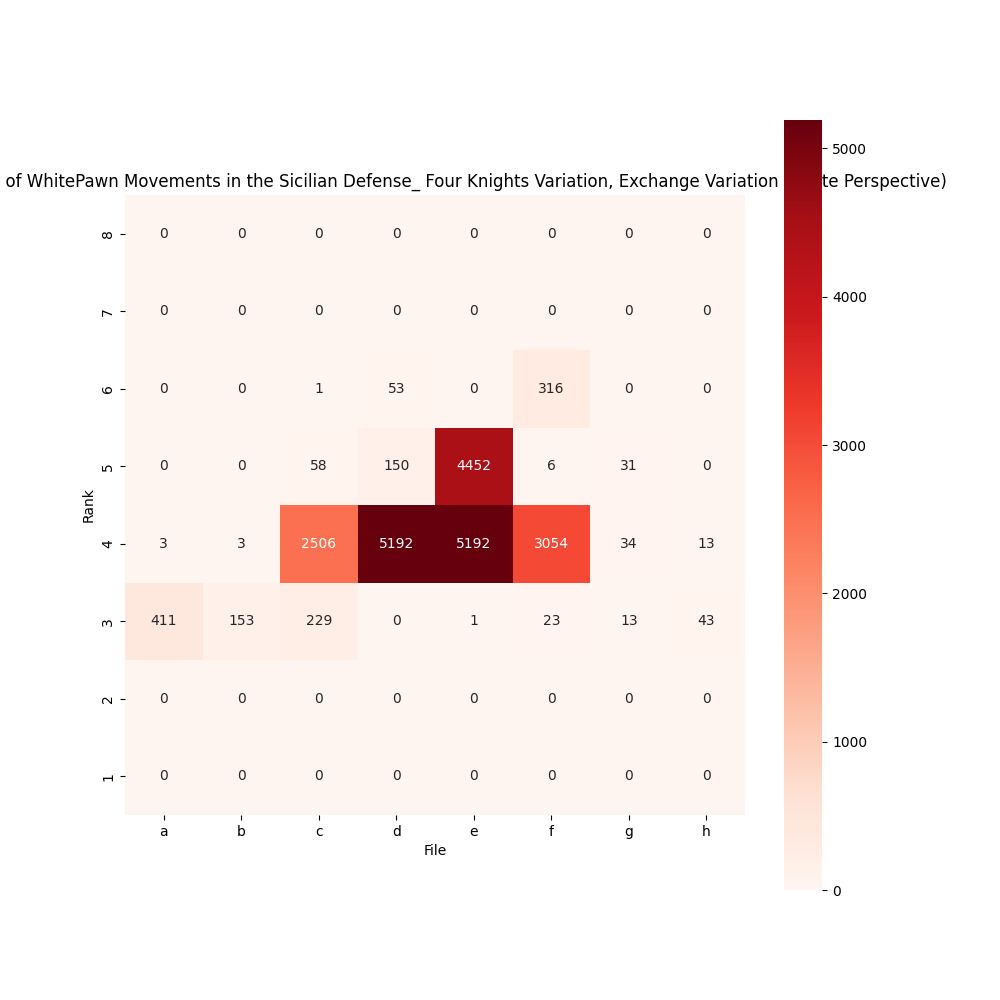 of WhitePawn Movements in the Sicilian Defense_ Four Knights Variation, Exchange Variation te Perspective)
5000
8 0 0 0 0 0 0 0 0
7 0 0 0 0 0 0 0 0
4000
6 0 0 1 53 0 316 0 0
3000
5 0 0 58 150 4452 6 31 0
Rank
4 3 3 2506 5192 5192 3054 34 13
2000
3 411 153 229 0 1 23 13 43
2 0 0 0 0 0 0 0 0
1000
1 0 0 0 0 0 0 0 0
a b c d e f g h
File
0